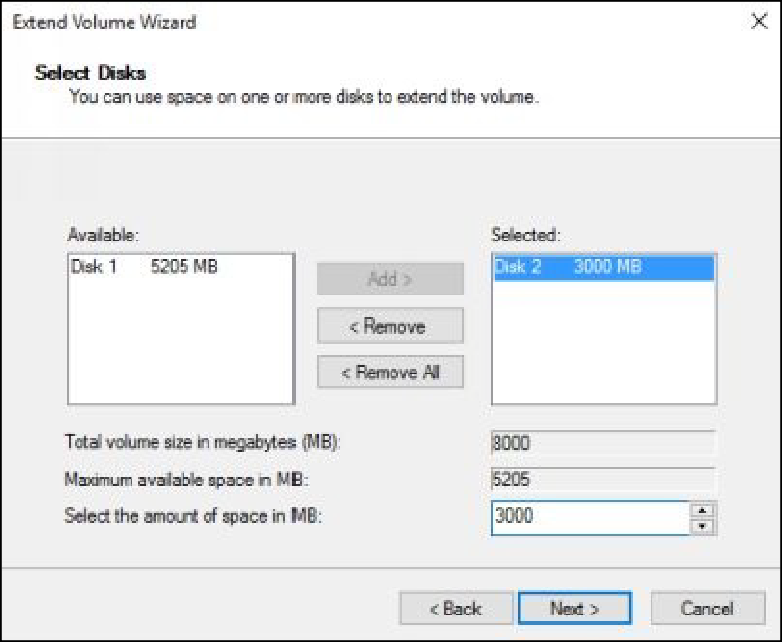 Extend Volume Wizard
Select Disks
You can use space on one or more disks to extend the volume.
Available:
Selected:
Disk 1 5205 MB
Disk 2 3000 MB
Add >
< Remove
< Remove All
Total volume size in megabytes (MB):
8000
Maximum available space in MB:
5205
Select the amount of space in MB:
3000
< Back
Next >
Cancel